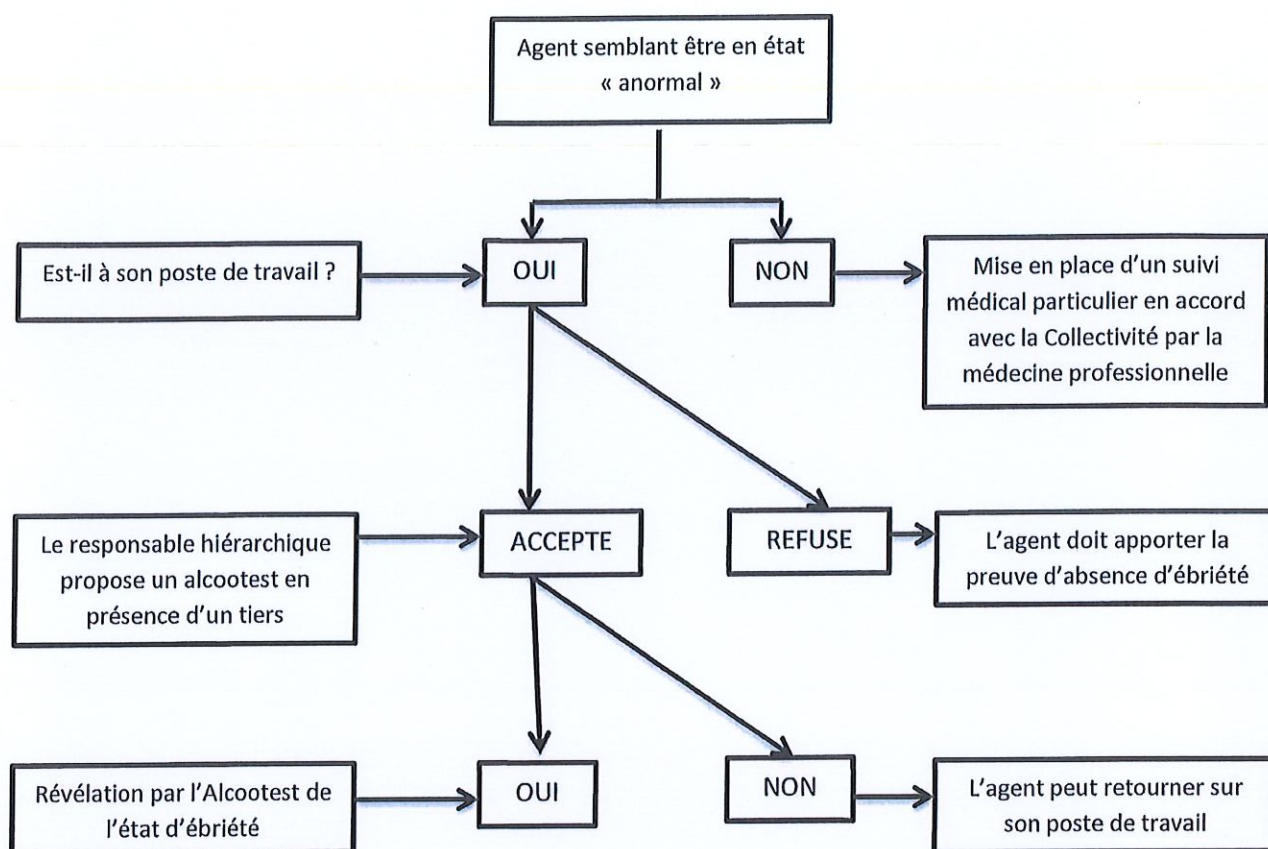 Agent semblant être en état
« anormal »
Est-il à son poste de travail ?
OUI
NON
Mise en place d'un suivi
médical particulier en accord
avec la Collectivité par la
médecine professionnelle
Le responsable hiérarchique
propose un alcootest en
présence d'un tiers
ACCEPTE
REFUSE
L'agent doit apporter la
preuve d'absence d'ébriété
Révélation par l'Alcootest de
l'état d'ébriété
OUI
NON
L'agent peut retourner sur
son poste de travail